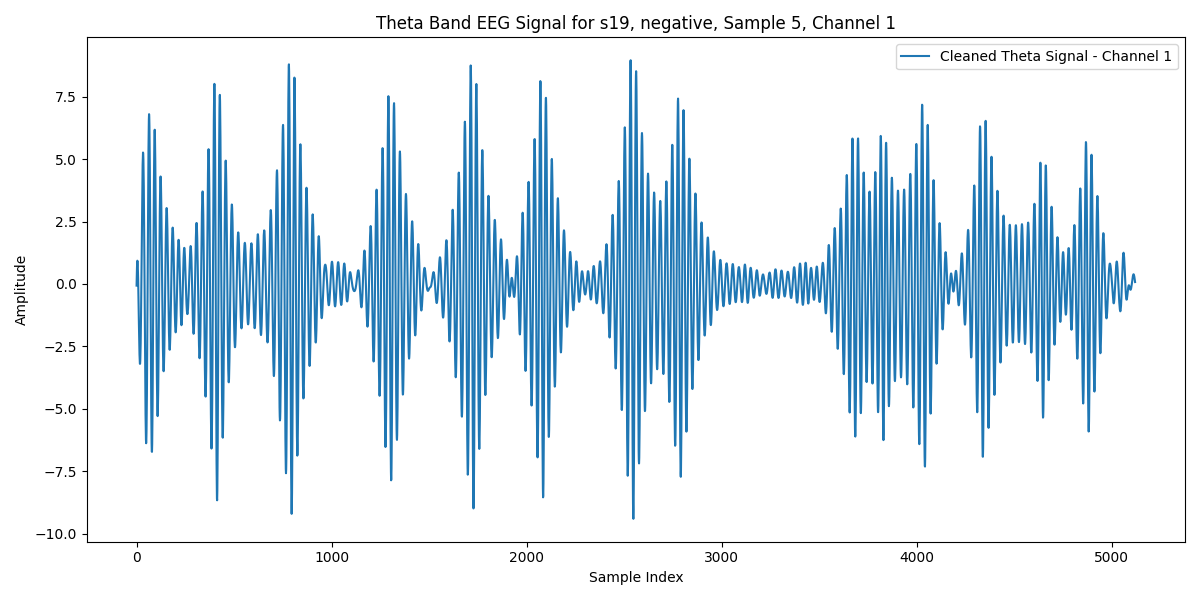 Theta Band EEG Signal for s19, negative, Sample 5, Channel 1
Cleaned Theta Signal - Channel 1
Amplitude
7.5
5.0
2.5
0.0
−2.5
−5.0
−7.5
−10.0
0 1000 2000 3000 4000 5000
Sample Index